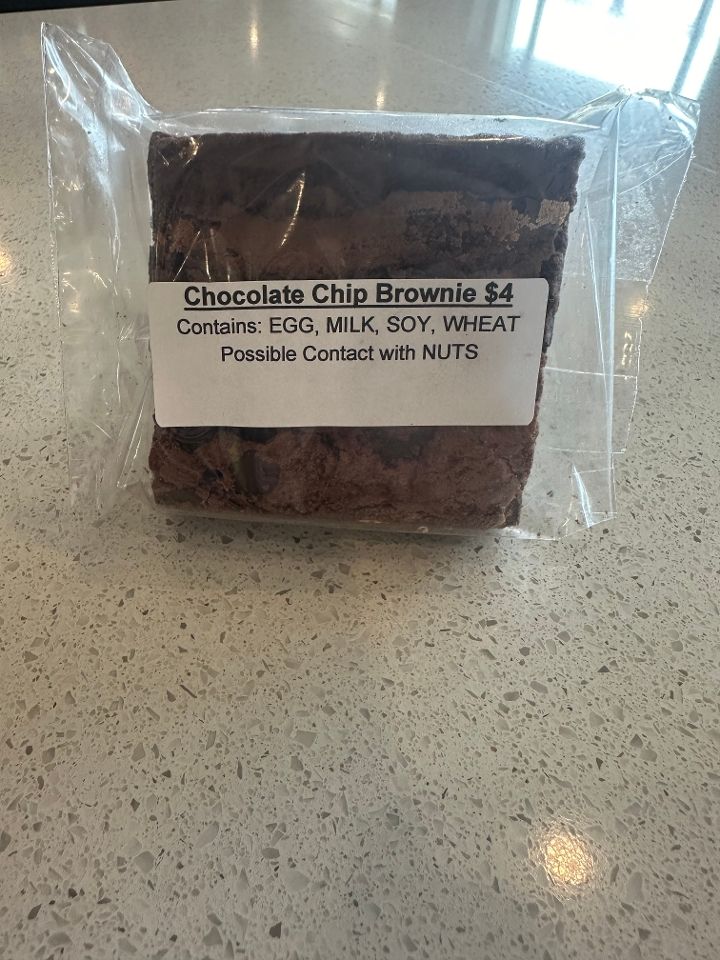 Chocolate Chip Brownie $4
Contains: EGG, MILK, SOY, WHEAT
Possible Contact with NUTS